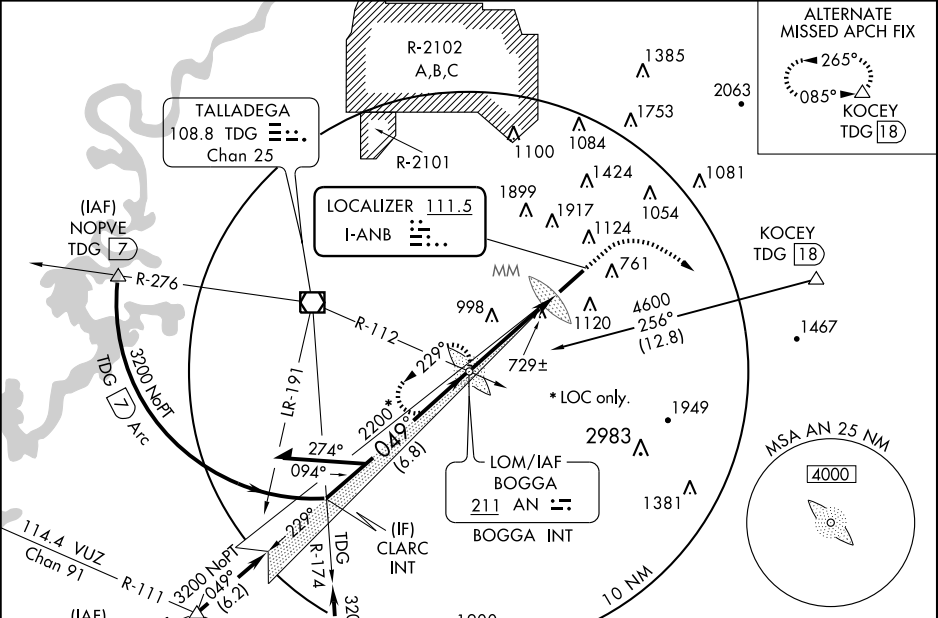 ALTERNATE
MISSED APCH FIX
265°
085°
KOCEY
TDG 18
R-2102
A,B,C
1385
2063
1753
TALLADEGA
108.8 TDG
Chan 25
R-2101
1100
1084
1424
1081
1899
1054
1917
1124
LOCALIZER 111.5
I-ANB
(IAF)
NOPVE
TDG 7
KOCEY
TDG 18
MM
761
R-276
R-112
998
1120
4600
256°
(12.8)
1467
729±
229°
3200 NoPT
TDG 7 Arc
LR-191
2200*
049°
(6.8)
* LOC only.
1949
2983
MSA AN 25 NM
4000
274°
094°
LOM/IAF
BOGGA
211 AN
BOGGA INT
1381
229°
(IF)
CLARC
INT
TDG
R-174
114.4 VUZ
Chan 91
R-111
3200 NoPT
049°
(6.2)
10 NM
(IAF)